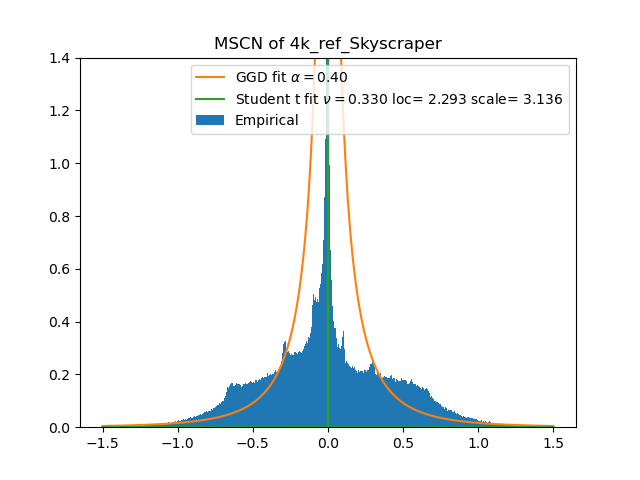 MSCN of 4k_ref_Skyscraper
GGD fit α = 0.40
Student t fit ν = 0.330 loc= 2.293 scale= 3.136
Empirical
1.4
1.2
1.0
0.8
0.6
0.4
0.2
0.0
−1.5 −1.0 −0.5 0.0 0.5 1.0 1.5